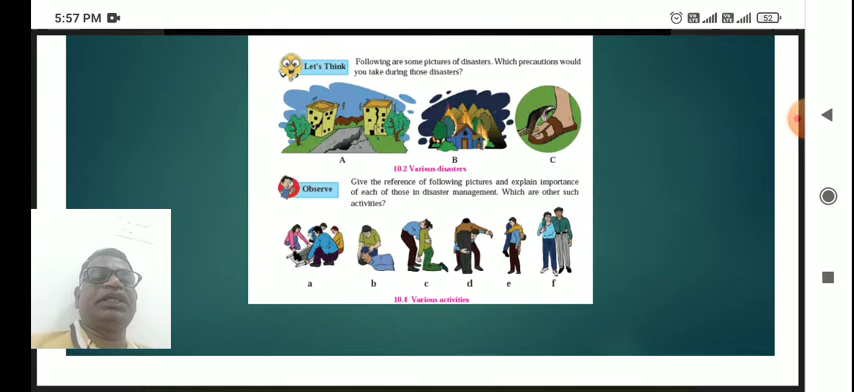 5:57 PM
52
Let's Think
Following are some pictures of disasters. Which precautions would
you take during those disasters?
A
B
C
10.2 Various disasters
Observe
Give the reference of following pictures and explain importance
of each of those in disaster management. Which are other such
activities?
a
b
c
d
e
f
10.4 Various activities